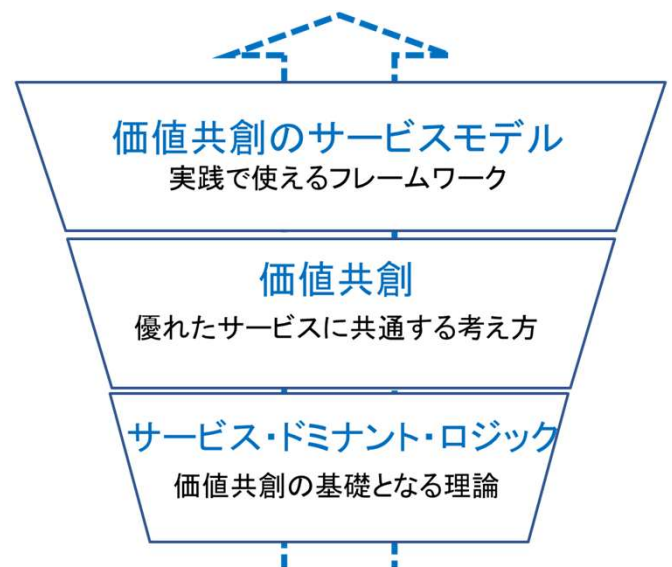 価値共創のサービスモデル
実践で使えるフレームワーク
価値共創
優れたサービスに共通する考え方
サービス・ドミナント・ロジック
価値共創の基礎となる理論